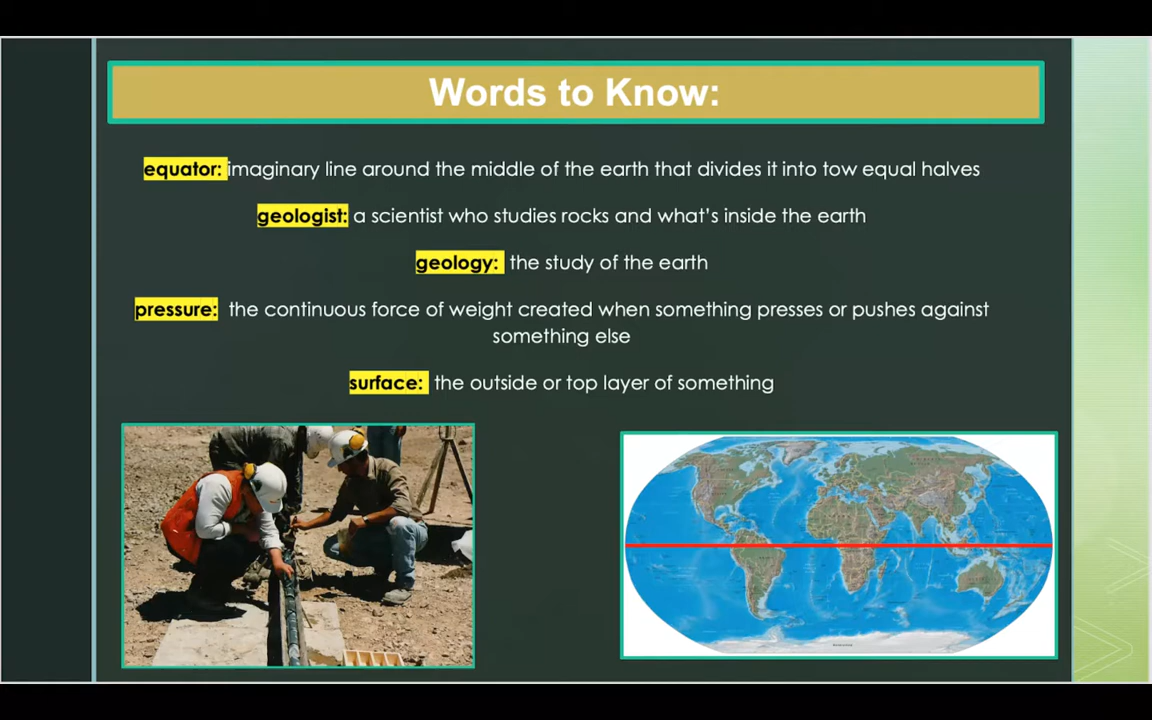 Words to Know:
equator: imaginary line around the middle of the earth that divides it into tow equal halves
geologist: a scientist who studies rocks and what's inside the earth
geology: the study of the earth
pressure: the continuous force of weight created when something presses or pushes against
something else
surface: the outside or top layer of something